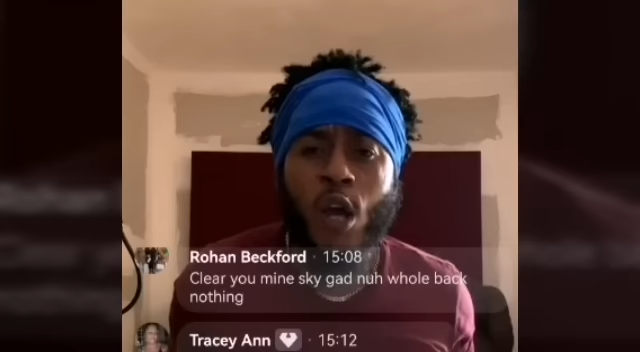 Rohan Beckford · 15:08
Clear you mine sky gad nuh whole back
nothing
Tracey Ann · 15:12